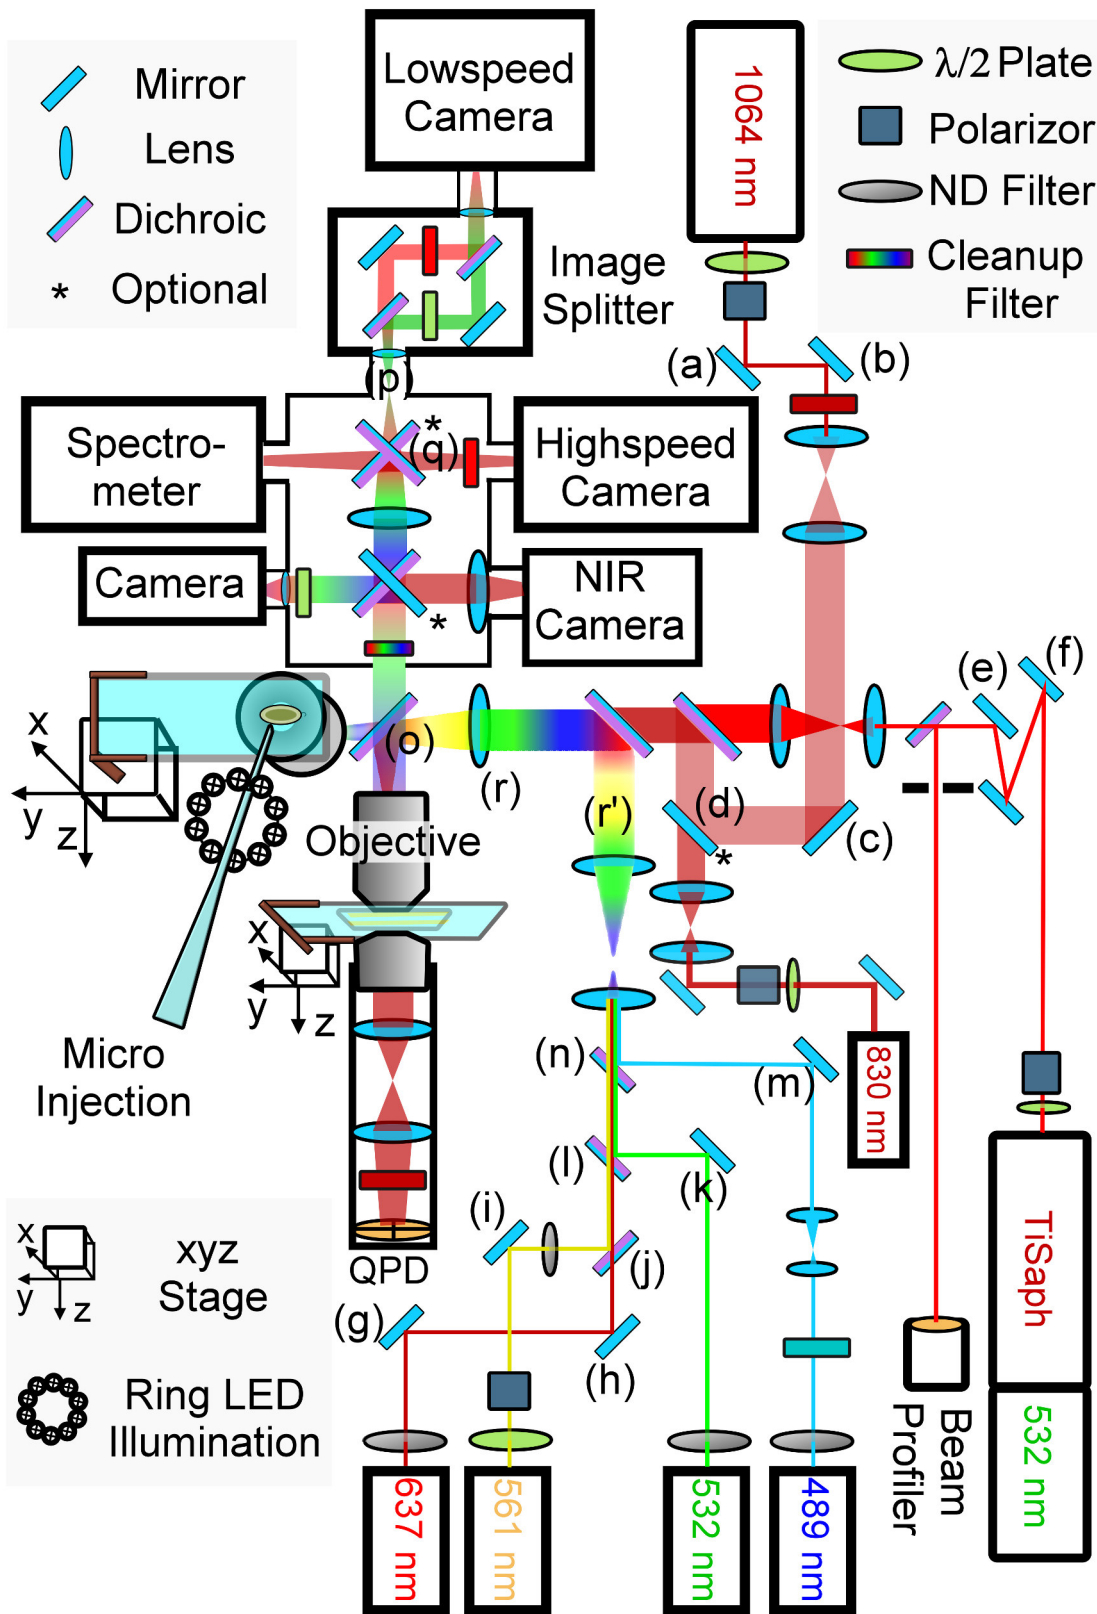 Mirror
Lens
Dichroic
* Optional
Lowspeed
Camera
Image
Splitter
1064 nm
λ/2 Plate
Polarizor
ND Filter
Cleanup
Filter
(a)
(b)
(p)
*
(q)
Spectro-
meter
Highspeed
Camera
Camera
*
NIR
Camera
(e)
(f)
x
y
z
(o)
(r)
(r')
(d)
*
(c)
Objective
x
y
z
Micro
Injection
(n)
(m)
830 nm
(l)
(k)
(i)
(j)
QPD
(g)
(h)
x
y
z
xyz
Stage
Ring LED
Illumination
637 nm
561 nm
532 nm
489 nm
Beam
Profiler
TiSaph
532 nm